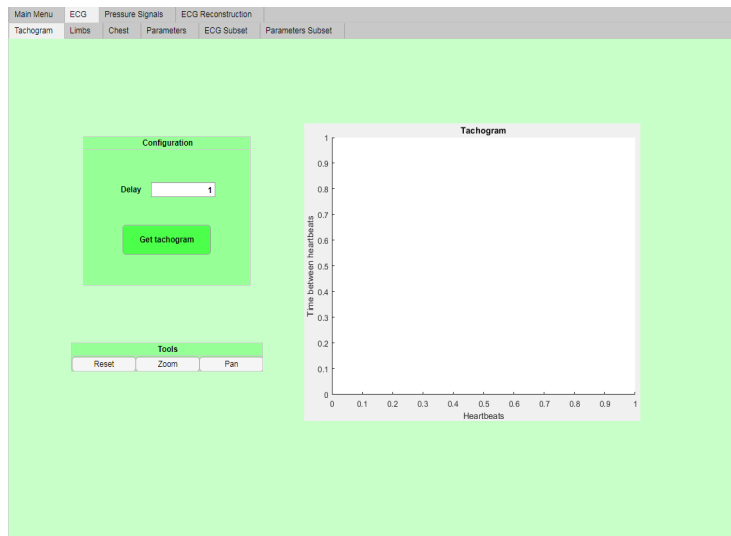 Main Menu ECG Pressure Signals ECG Reconstruction
Tachogram Limbs Chest Parameters ECG Subset Parameters Subset
Configuration
Delay 1
Get tachogram
Tools
Reset Zoom Pan
Tachogram
Time between heartbeats
1
0.9
0.8
0.7
0.6
0.5
0.4
0.3
0.2
0.1
0
0 0.1 0.2 0.3 0.4 0.5 0.6 0.7 0.8 0.9 1
Heartbeats